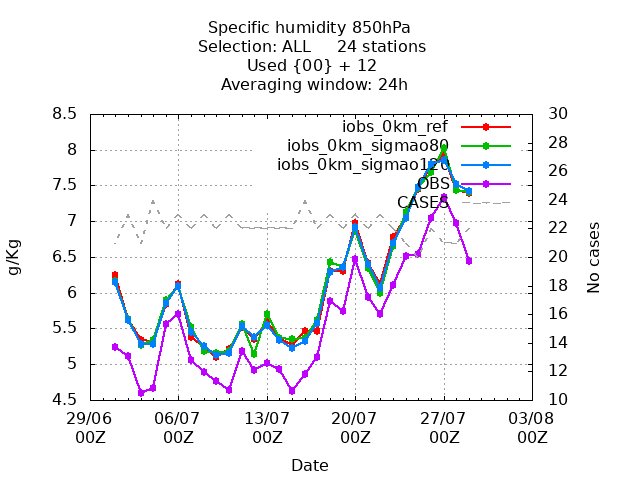 Specific humidity 850hPa
Selection: ALL     24 stations
Used {00} + 12
Averaging window: 24h
iobs_0km_ref
iobs_0km_sigmao80
iobs_0km_sigmao120
OBS
CASES
8.5
8
7.5
7
6.5
6
5.5
5
4.5
g/Kg
30
28
26
24
22
20
18
16
14
12
10
No cases
29/06 06/07 13/07 20/07 27/07 03/08
00Z 00Z 00Z 00Z 00Z 00Z
Date